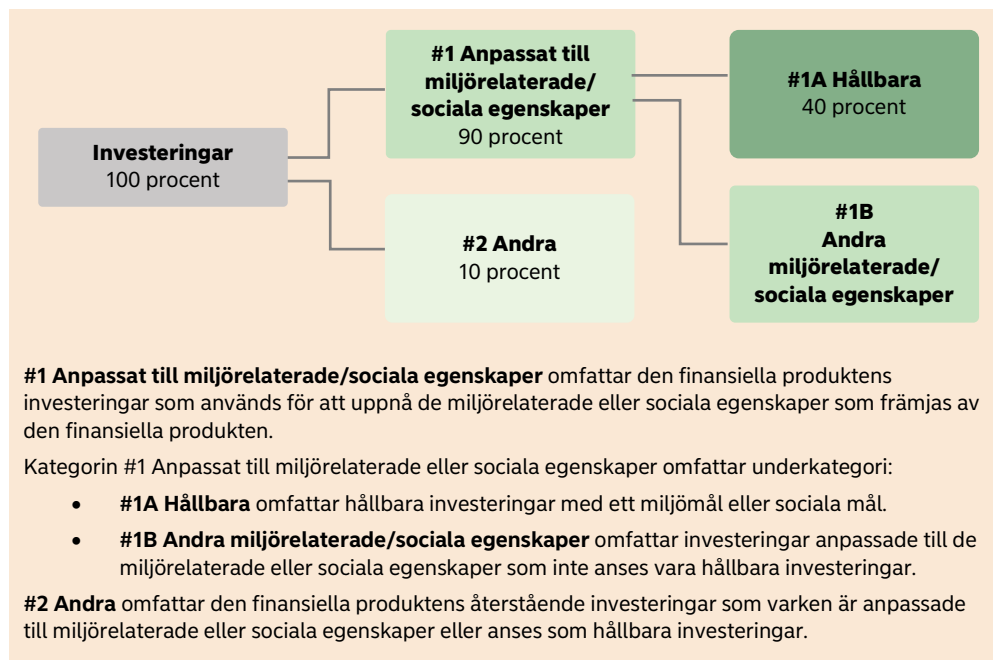 Investeringar
100 procent
#1 Anpassat till
miljörelaterade/
sociala egenskaper
90 procent
#2 Andra
10 procent
#1A Hållbara
40 procent
#1B
Andra
miljörelaterade/
sociala egenskaper
#1 Anpassat till miljörelaterade/sociala egenskaper omfattar den finansiella produktens
investeringar som används för att uppnå de miljörelaterade eller sociala egenskaper som främjas av
den finansiella produkten.
Kategorin #1 Anpassat till miljörelaterade eller sociala egenskaper omfattar underkategori:
• #1A Hållbara omfattar hållbara investeringar med ett miljömål eller sociala mål.
• #1B Andra miljörelaterade/sociala egenskaper omfattar investeringar anpassade till de
miljörelaterade eller sociala egenskaper som inte anses vara hållbara investeringar.
#2 Andra omfattar den finansiella produktens återstående investeringar som varken är anpassade
till miljörelaterade eller sociala egenskaper eller anses som hållbara investeringar.